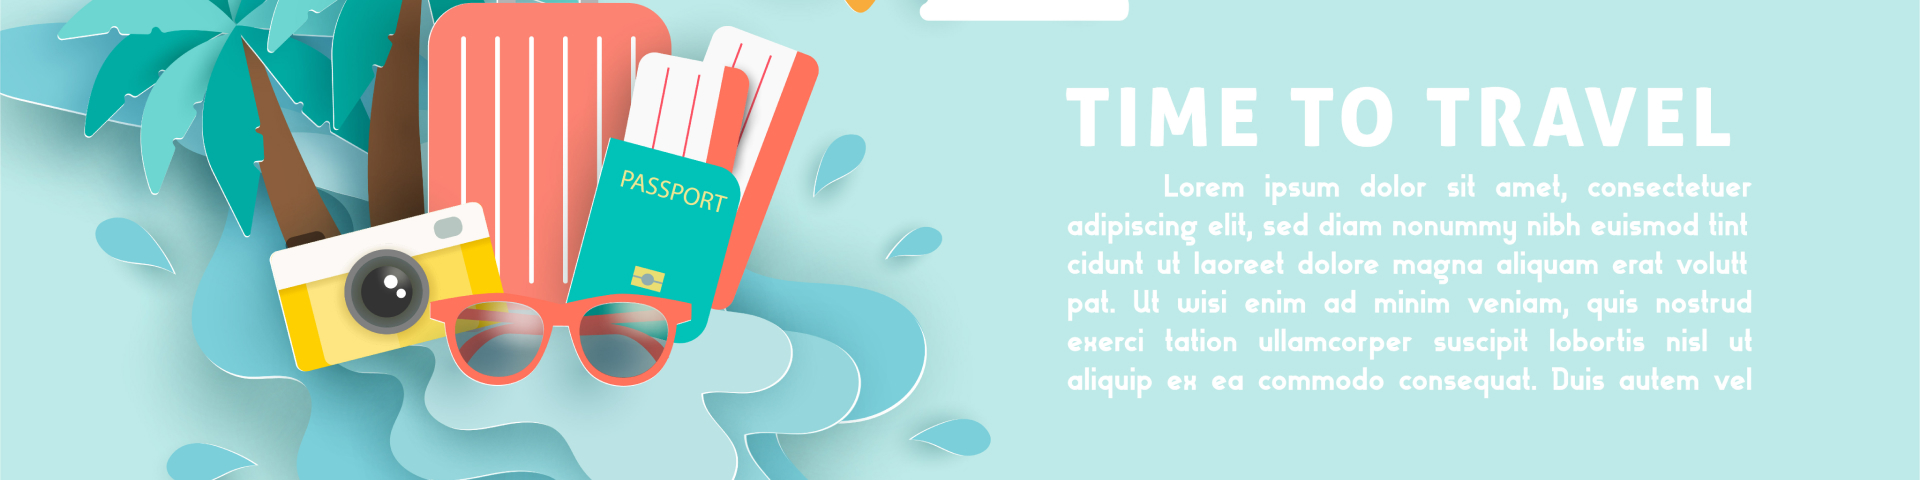 PASSPORT
TIME TO TRAVEL
Lorem ipsum dolor sit amet, consectetuer
adipiscing elit, sed diam nonummy nibh euismod tint
cidunt ut laoreet dolore magna aliquam erat volutt
pat. Ut wisi enim ad minim veniam, quis nostrud
exerci tation ullamcorper suscipit lobortis nisl ut
aliquip ex ea commodo consequat. Duis autem vel